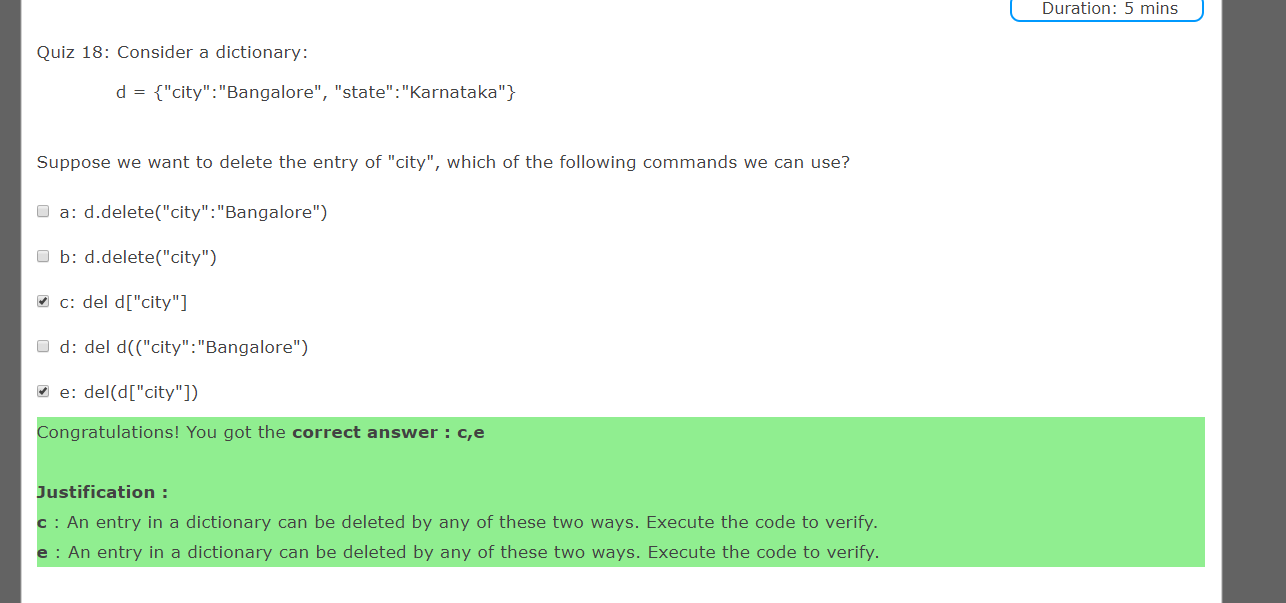 Duration: 5 mins
Quiz 18: Consider a dictionary:
d = {"city":"Bangalore", "state":"Karnataka"}
Suppose we want to delete the entry of "city", which of the following commands we can use?
a: d.delete("city":"Bangalore")
b: d.delete("city")
c: del d["city"]
d: del d(("city":"Bangalore")
e: del(d["city"])
Congratulations! You got the correct answer : c,e
Justification :
c : An entry in a dictionary can be deleted by any of these two ways. Execute the code to verify.
e : An entry in a dictionary can be deleted by any of these two ways. Execute the code to verify.